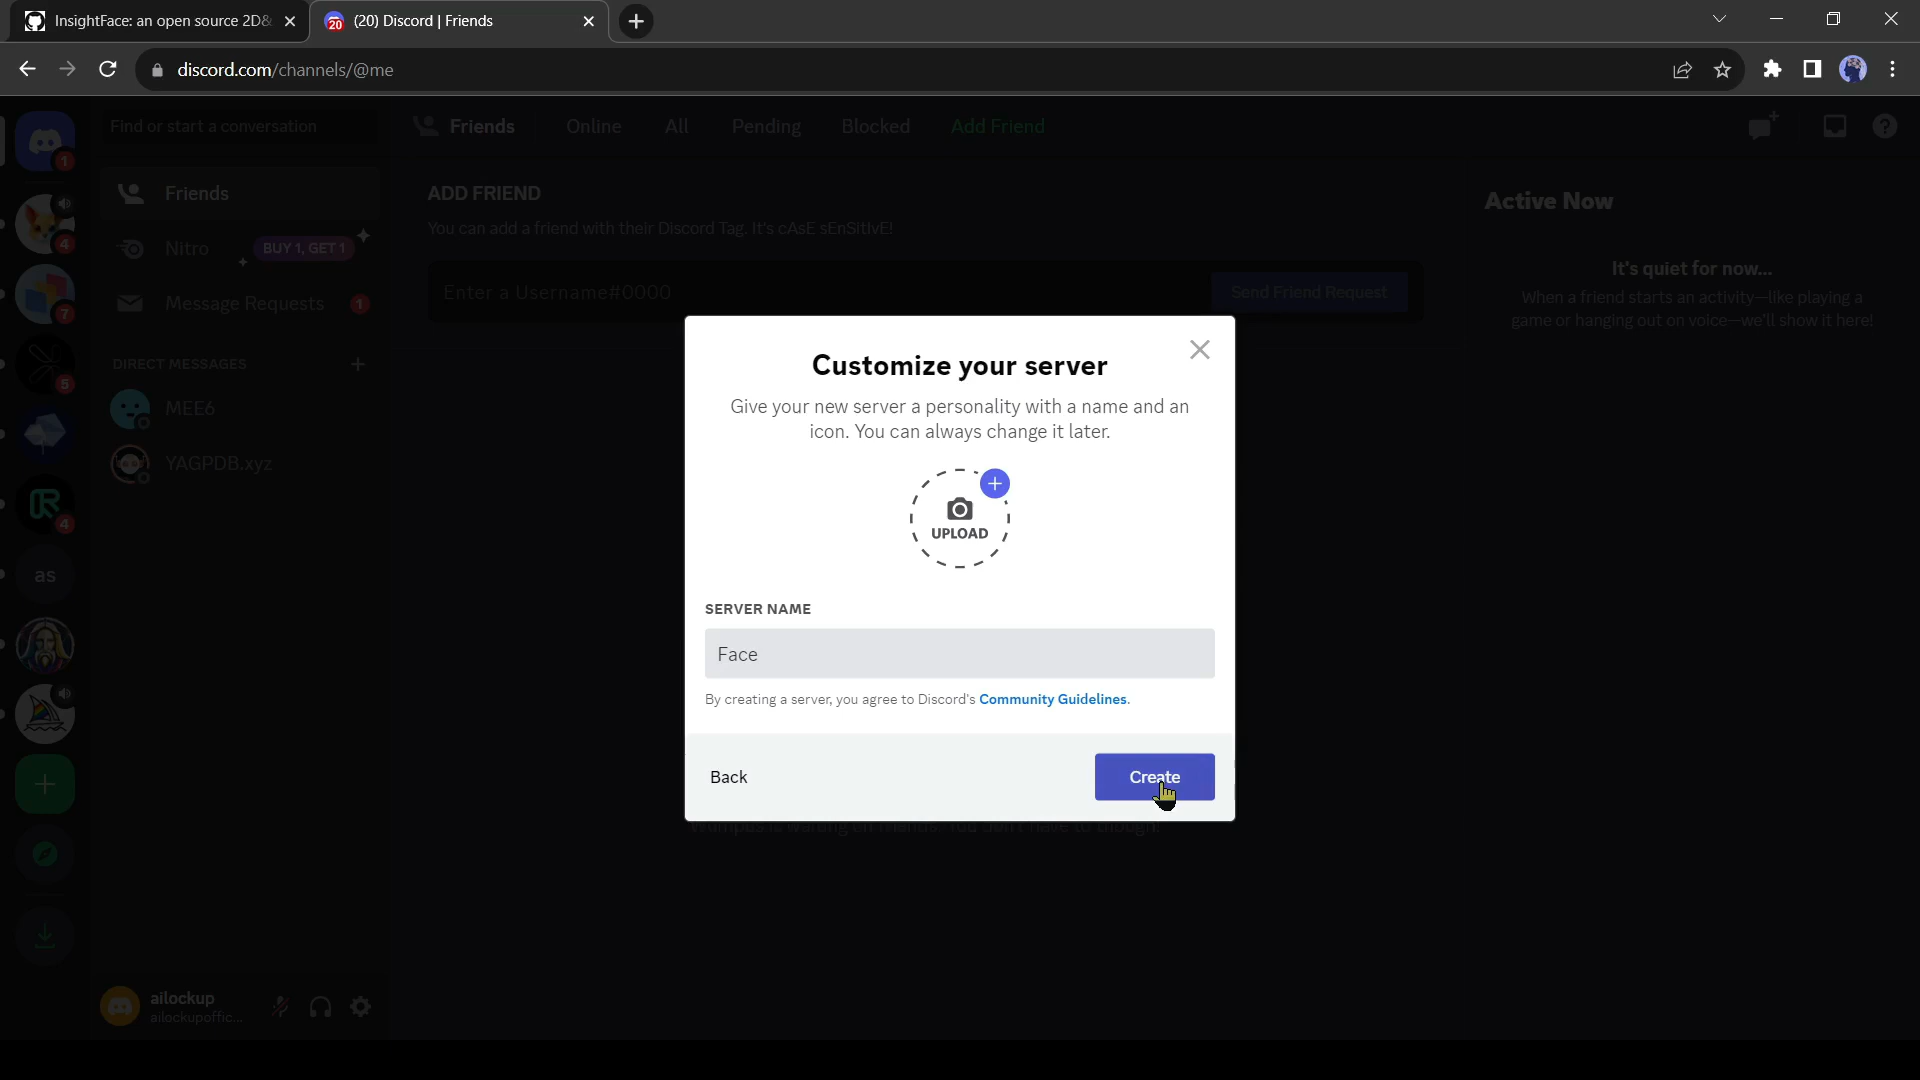 InsightFace: an open source 2D&
(20) Discord | Friends
discord.com/channels/@me
Find or start a conversation
Friends
Online
All
Pending
Blocked
Add Friend
1
Friends
ADD FRIEND
You can add a friend with their Discord Tag. It's cAsE sEnSitIvE!
Active Now
4
Nitro
BUY 1, GET 1
Enter a Username#0000
Send Friend Request
It's quiet for now...
When a friend starts an activity—like playing a
game or hanging out on voice—we'll show it here!
7
Message Requests
1
DIRECT MESSAGES
5
MEE6
YAGPDB.xyz
4
as
Customize your server
Give your new server a personality with a name and an
icon. You can always change it later.
UPLOAD
SERVER NAME
Face
By creating a server, you agree to Discord's Community Guidelines.
Back
Create
ailockup
ailockupoffic...